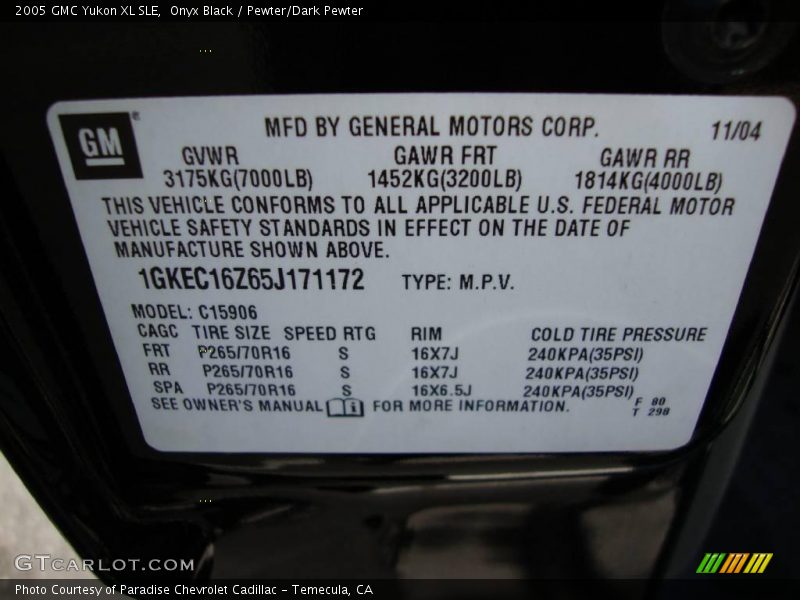 2005 GMC Yukon XL SLE,  Onyx Black / Pewter/Dark Pewter
GM
®
MFD BY GENERAL MOTORS CORP. 11/04
GVWR GAWR FRT GAWR RR
3175KG(7000LB) 1452KG(3200LB) 1814KG(4000LB)
THIS VEHICLE CONFORMS TO ALL APPLICABLE U.S. FEDERAL MOTOR
VEHICLE SAFETY STANDARDS IN EFFECT ON THE DATE OF
MANUFACTURE SHOWN ABOVE.
1GKEC16Z65J171172 TYPE: M.P.V.
MODEL: C15906
CAGC TIRE SIZE SPEED RTG RIM COLD TIRE PRESSURE
FRT P265/70R16 S 16X7J 240KPA(35PSI)
RR P265/70R16 S 16X7J 240KPA(35PSI)
SPA P265/70R16 S 16X6.5J 240KPA(35PSI)
SEE OWNER'S MANUAL i FOR MORE INFORMATION.
F 80
T 298
GTCARLOT.COM
Photo Courtesy of Paradise Chevrolet Cadillac - Temecula, CA